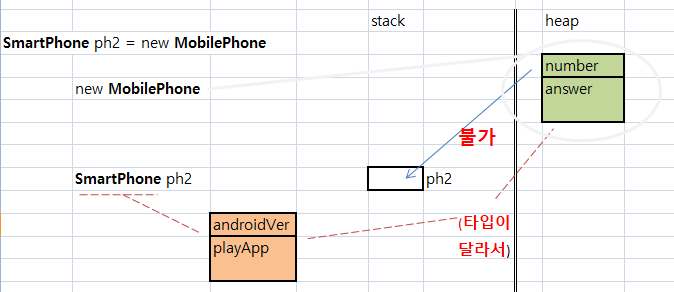 stack heap
SmartPhone ph2 = new MobilePhone
number
new MobilePhone
answer
불가
SmartPhone ph2
ph2
androidVer
(타입이
playApp
달라서)